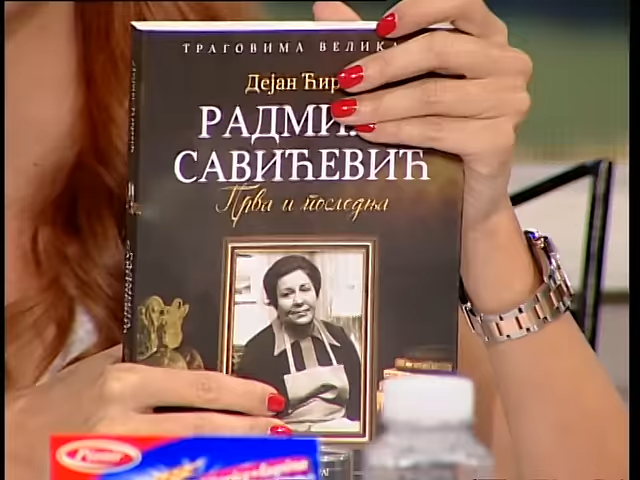 ТРАГОВИМА ВЕЛИКА
Дејан Ћир
РАДМИ
САВИЋЕВИЋ
Прва и последња